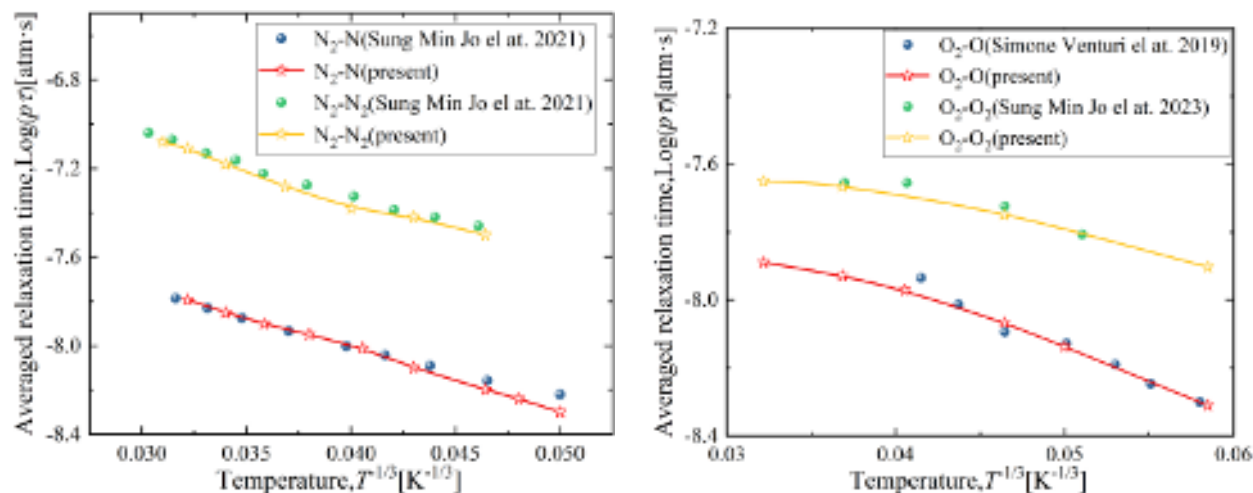 Averaged relaxation time,Log(pτ)[atm·s]
-6.8
-7.2
-7.6
-8.0
-8.4
N₂-N(Sung Min Jo el at. 2021)
N₂-N(present)
N₂-N₂(Sung Min Jo el at. 2021)
N₂-N₂(present)
0.030 0.035 0.040 0.045 0.050
Temperature,T⁻¹/³[K⁻¹/³]
Averaged relaxation time,Log(pτ)[atm·s]
-7.2
-7.6
-8.0
-8.4
O₂-O(Simone Venturi el at. 2019)
O₂-O(present)
O₂-O₂(Sung Min Jo el at. 2023)
O₂-O₂(present)
0.03 0.04 0.05 0.06
Temperature,T⁻¹/³[K⁻¹/³]